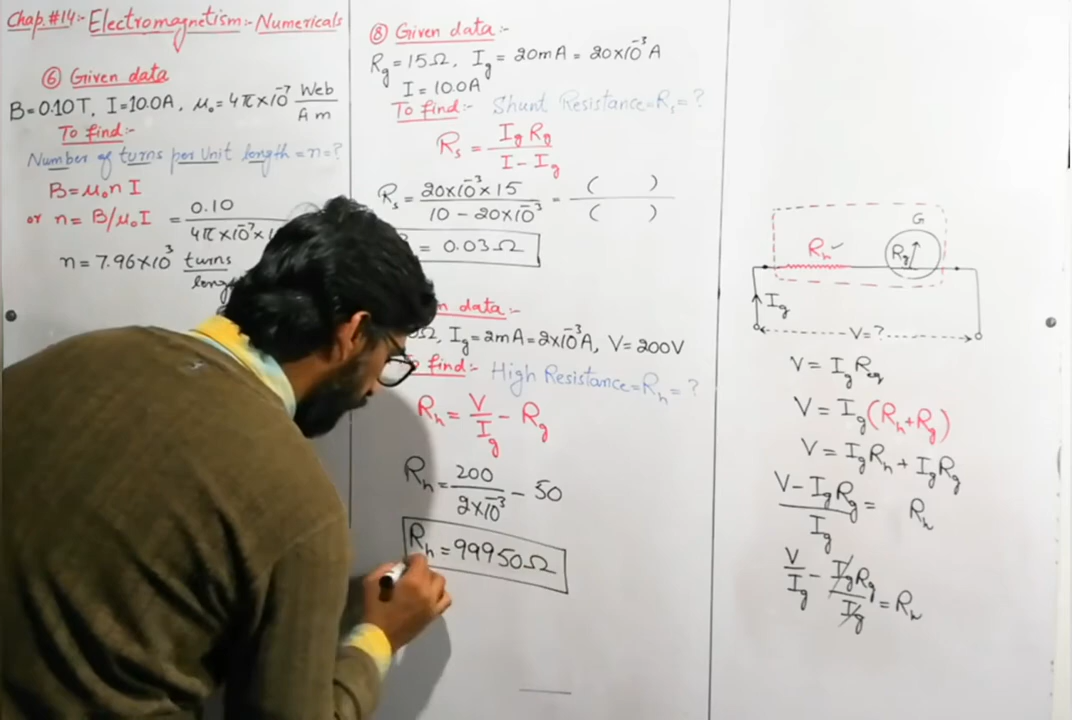 Chap.#14:- Electromagnetism:- Numericals
⑥ Given data
B=0.10T, I=10.0A, μ₀=4π×10⁻⁷ Web/Am
To find:-
Number of turns per Unit length=n=?
B=μ₀nI
or n= B/μ₀I = 0.10/4π×10⁻⁷×
n=7.96×10³ turns/leng
⑧ Given data:-
Rg=15Ω, Ig=20mA=20×10⁻³A
I=10.0A
To find:- Shunt Resistance=Rs=?
Rs = IgRg/I-Ig
Rs = 20×10⁻³×15/10-20×10⁻³ = ( )/( )
= 0.03Ω
n data:-
Ω, Ig=2mA=2×10⁻³A, V=200V
find:- High Resistance=Rh=?
Rh = V/Ig - Rg
Rh = 200/2×10⁻³ - 50
Rh=99950Ω
G
Rh✓ Rg
Ig
V=?
V=IgReq
V=Ig(Rh+Rg)
V=IgRh+IgRg
V-IgRg/Ig = Rh
V/Ig - IgRg/Ig = Rh